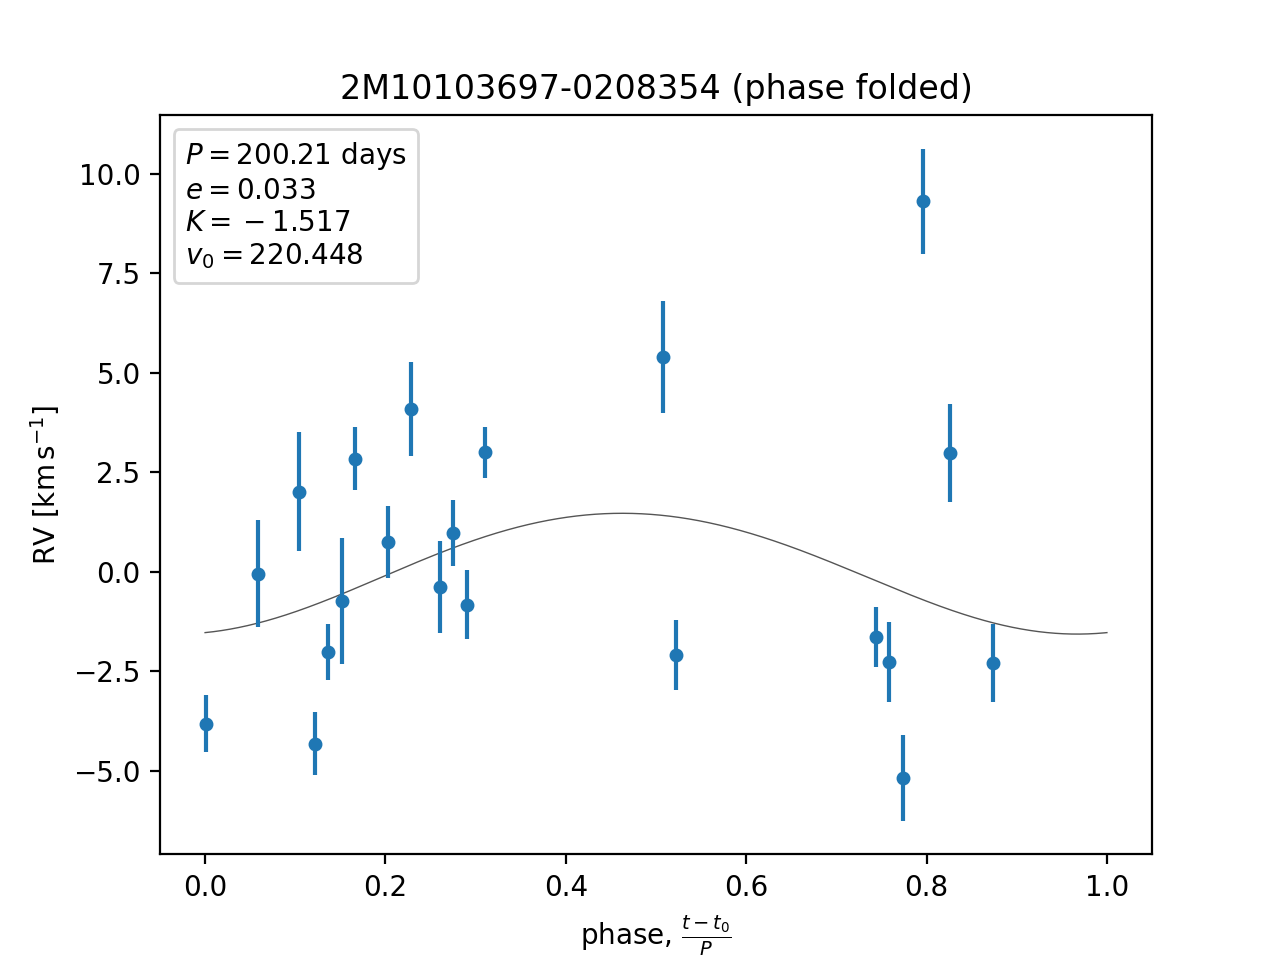 2M10103697-0208354 (phase folded)
P = 200.21 days
e = 0.033
K = −1.517
v₀ = 220.448
10.0
7.5
5.0
2.5
0.0
−2.5
−5.0
RV [km s⁻¹]
0.0 0.2 0.4 0.6 0.8 1.0
phase, (t − t₀)/P